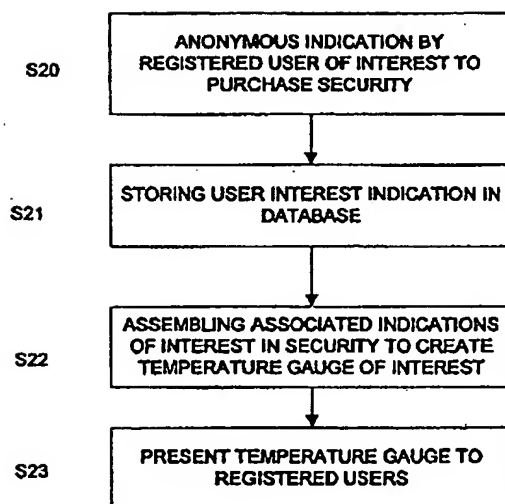 S20
ANONYMOUS INDICATION BY
REGISTERED USER OF INTEREST TO
PURCHASE SECURITY
S21
STORING USER INTEREST INDICATION IN
DATABASE
S22
ASSEMBLING ASSOCIATED INDICATIONS
OF INTEREST IN SECURITY TO CREATE
TEMPERATURE GAUGE OF INTEREST
S23
PRESENT TEMPERATURE GAUGE TO
REGISTERED USERS